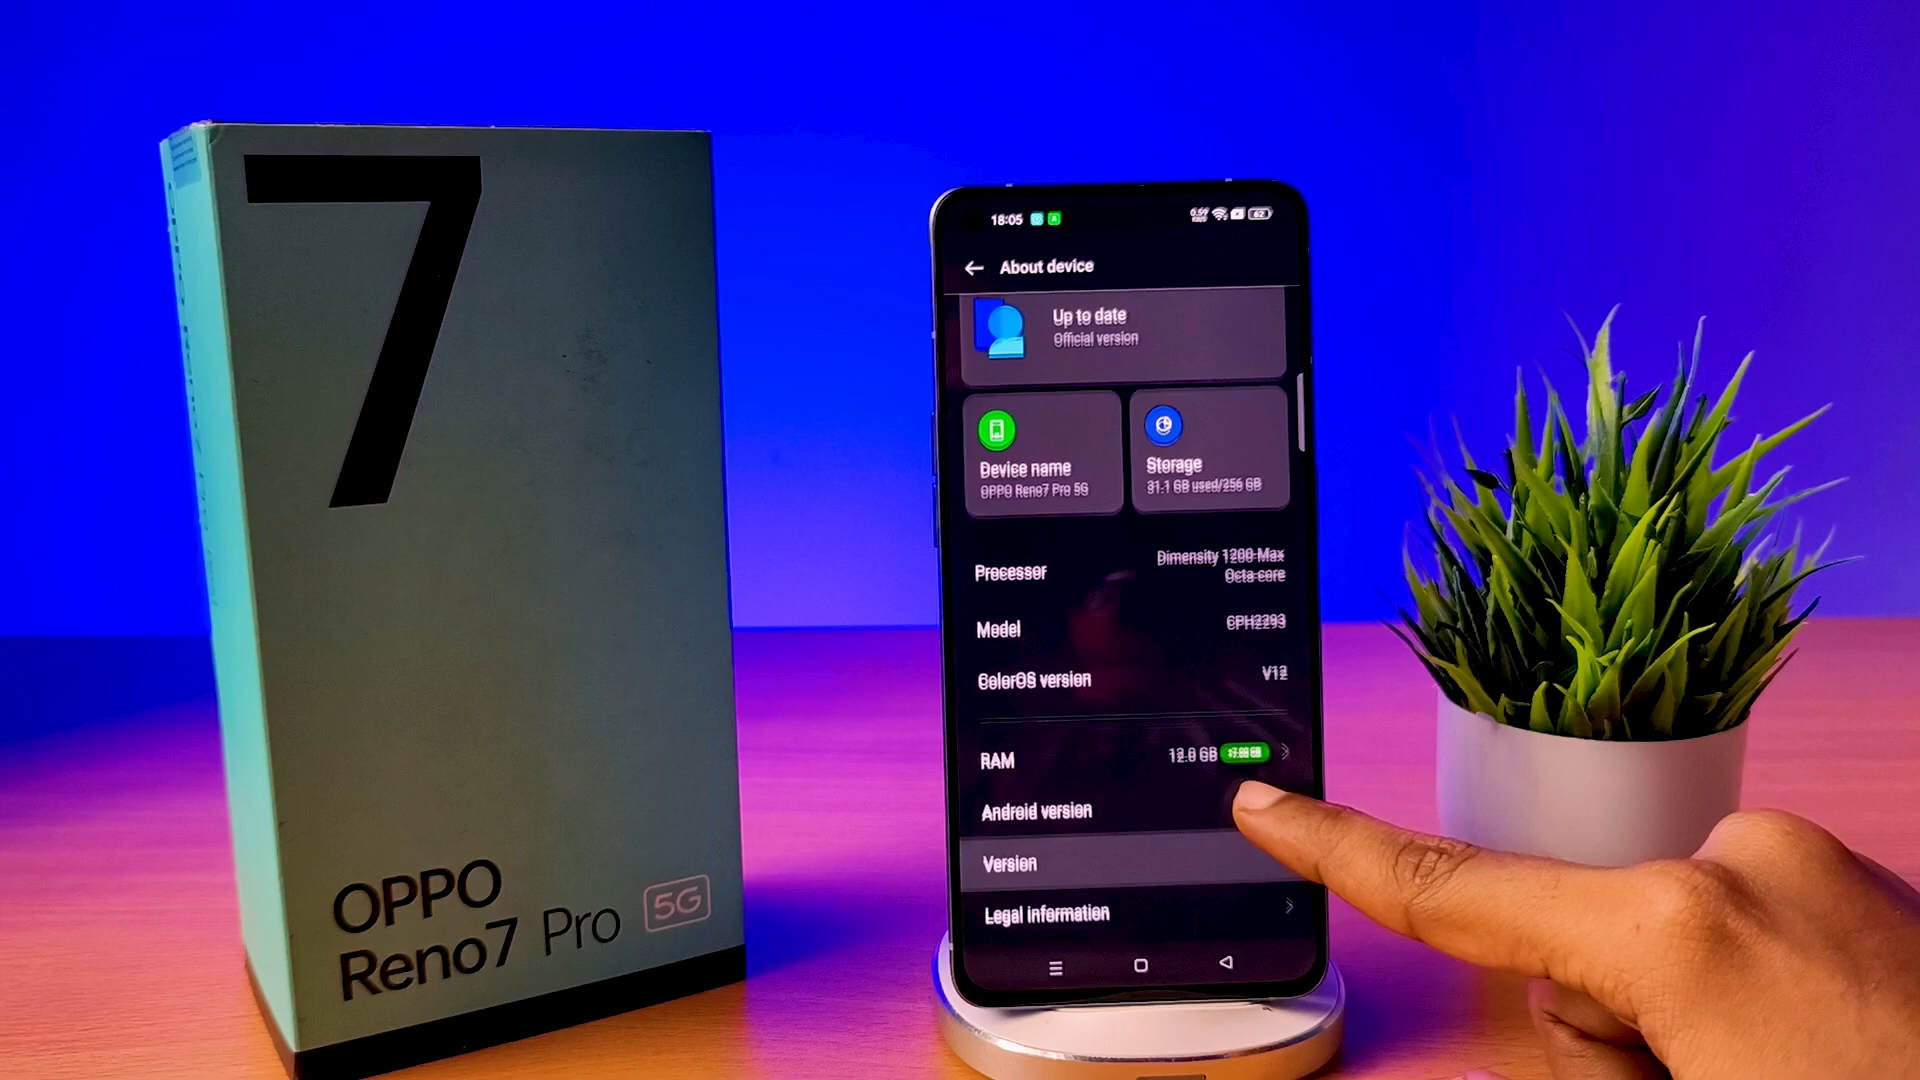 7
OPPO
Reno7 Pro 5G
18:05
62
About device
Up to date
Official version
Device name
OPPO Reno7 Pro 5G
Storage
31.1 GB used/256 GB
Processor
Dimensity 1200-Max
Octa-core
Model
CPH2293
ColorOS version
V12
RAM
12.0 GB
Android version
Version
Legal information